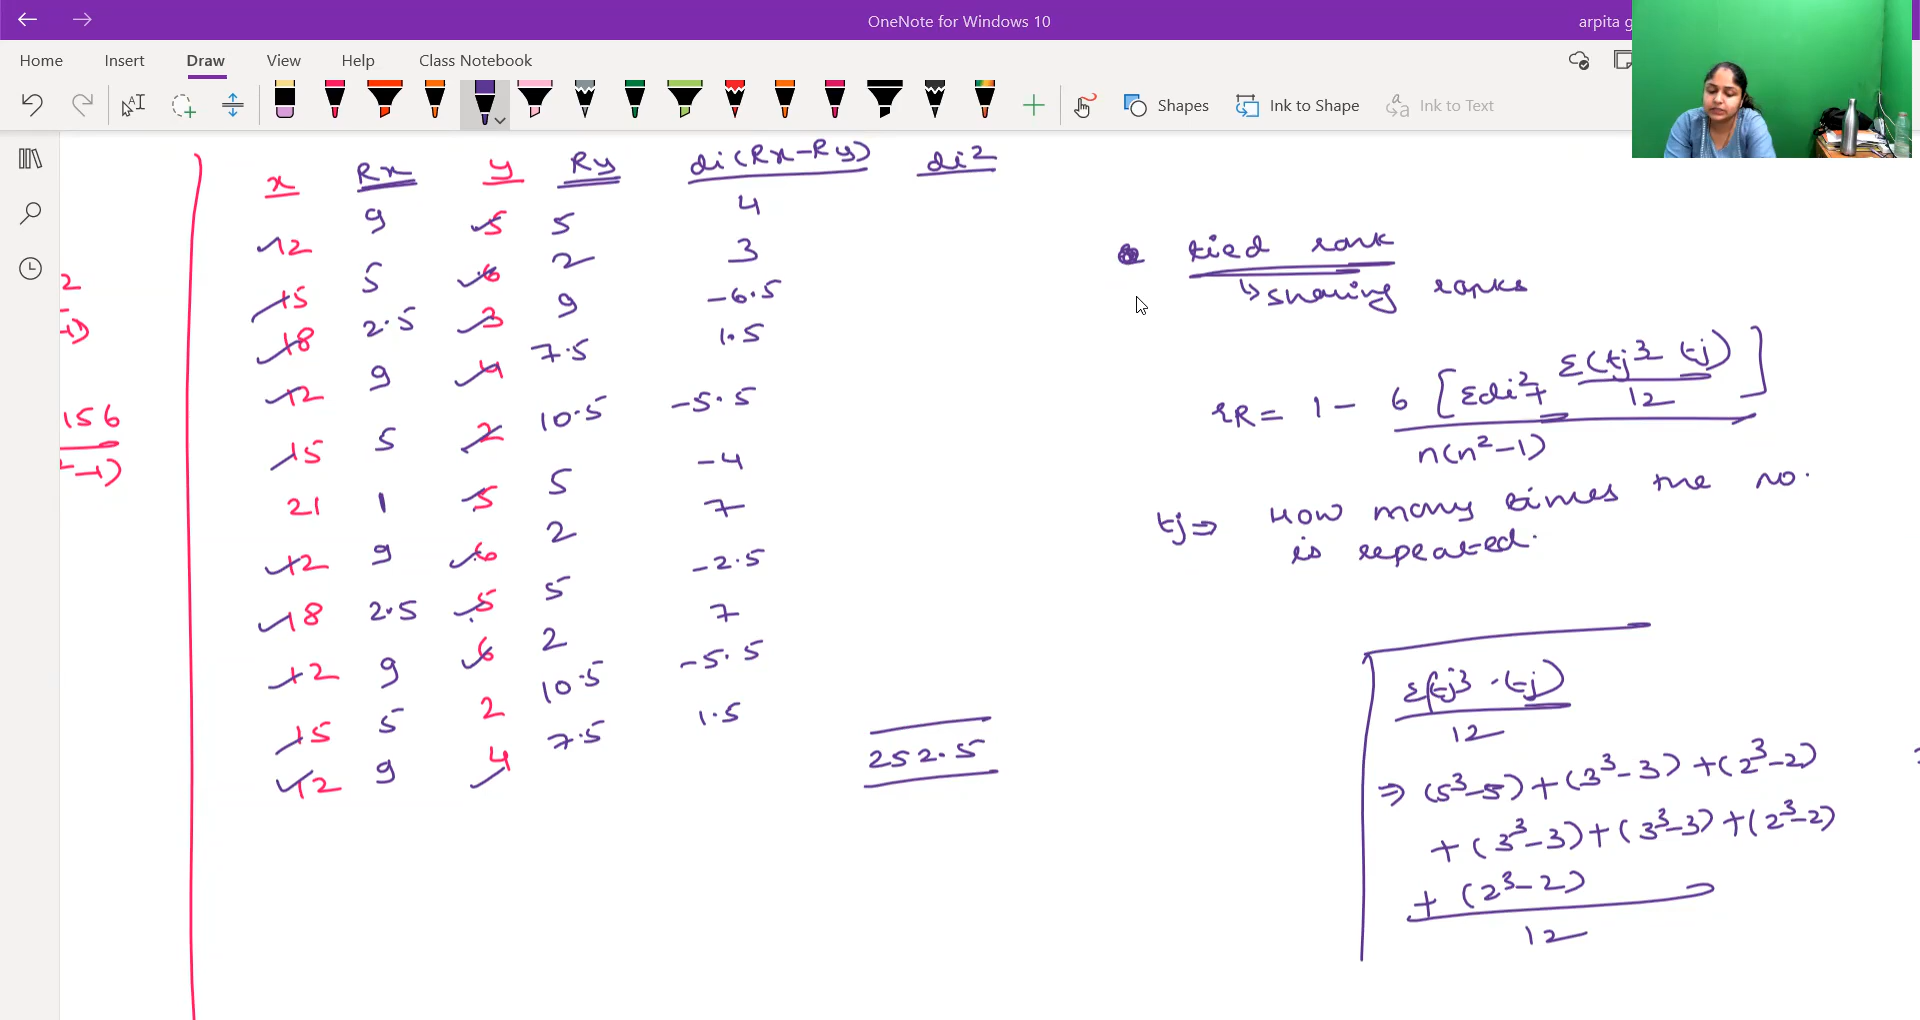 OneNote for Windows 10
arpita g
Home Insert Draw View Help Class Notebook
Shapes Ink to Shape Ink to Text
x Rx y Ry di(Rx-Ry) di²
12 9 5 5 4
15 5 6 2 3
18 2.5 3 9 -6.5
12 9 4 7.5 1.5
15 5 2 10.5 -5.5
21 1 5 5 -4
12 9 6 2 7
18 2.5 5 5 -2.5
12 9 6 2 7
15 5 2 10.5 -5.5
12 9 4 7.5 1.5
252.5
2
-1)
156
²-1)
tied rank
↳ sharing ranks
rR = 1 - 6 [Σdi² + Σ(tj³ - tj)/12] / n(n²-1)
tj ⇒ How many times the no.
is repeated.
Σ(tj³ - tj)
12
⇒ (5³-5)+(3³-3)+(2³-2)
+(3³-3)+(3³-3)+(2³-2)
+(2³-2)
12